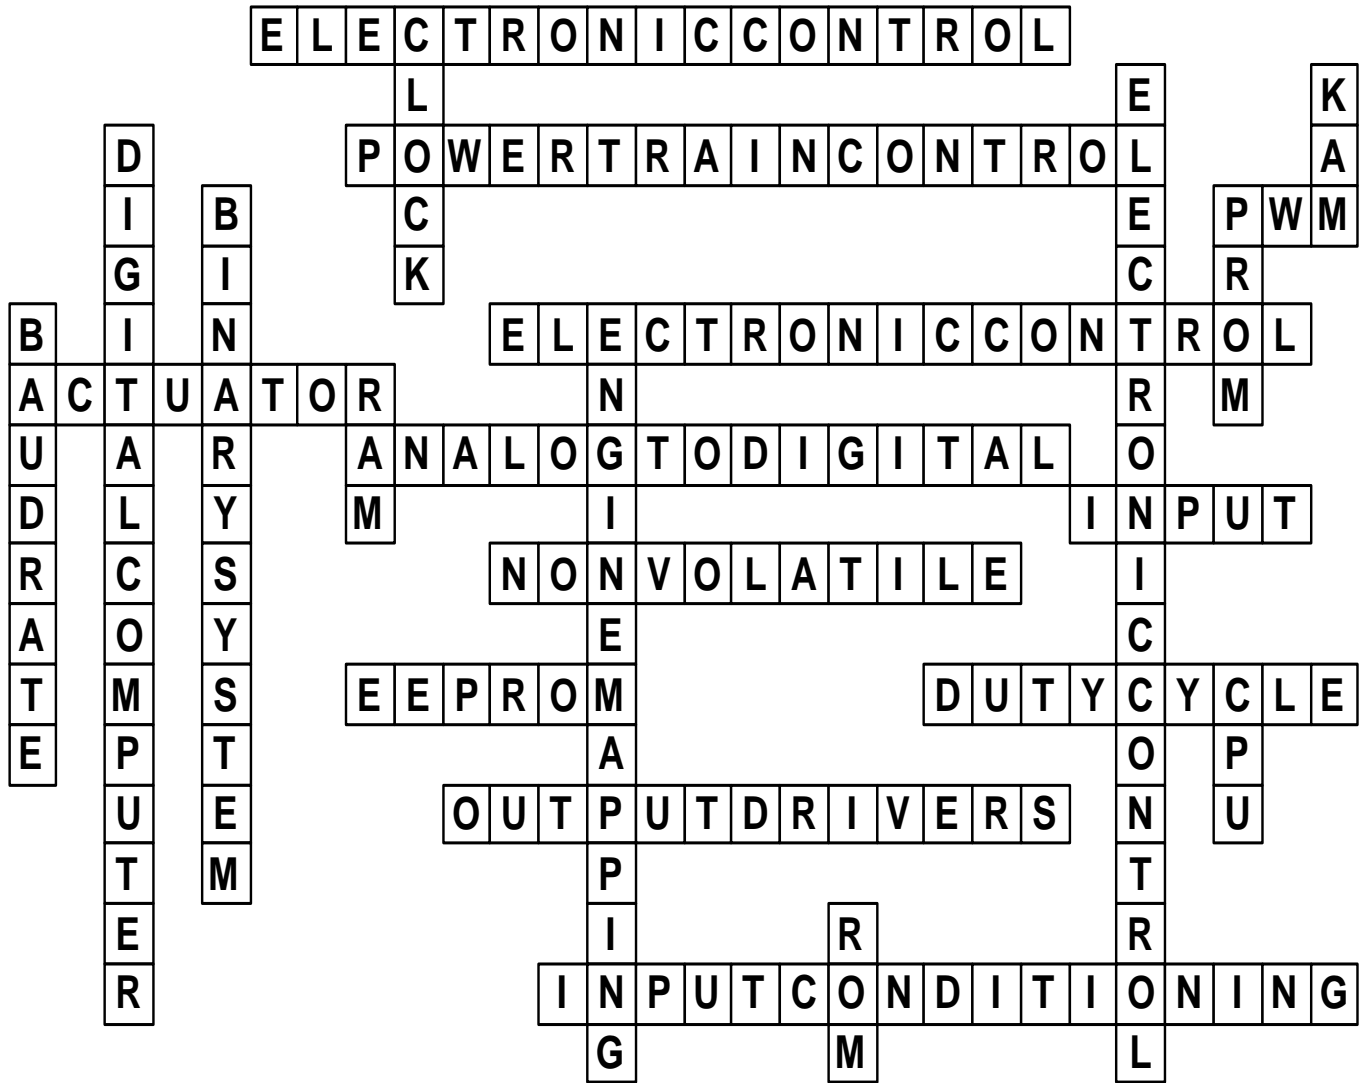 ELECTRONICCONTROL
CLOCK
ELECTRONICCONTROL
KAM
DIGITALCOMPUTER
POWERTRAINCONTROL
BINARYSYSTEM
PWM
PROM
BAUDRATE
ELECTRONICCONTROL
ENGINEMAPPING
ACTUATOR
RAM
ANALOGTODIGITAL
INPUT
NONVOLATILE
EEPROM
DUTYCYCLE
CPU
OUTPUTDRIVERS
ROM
INPUTCONDITIONING